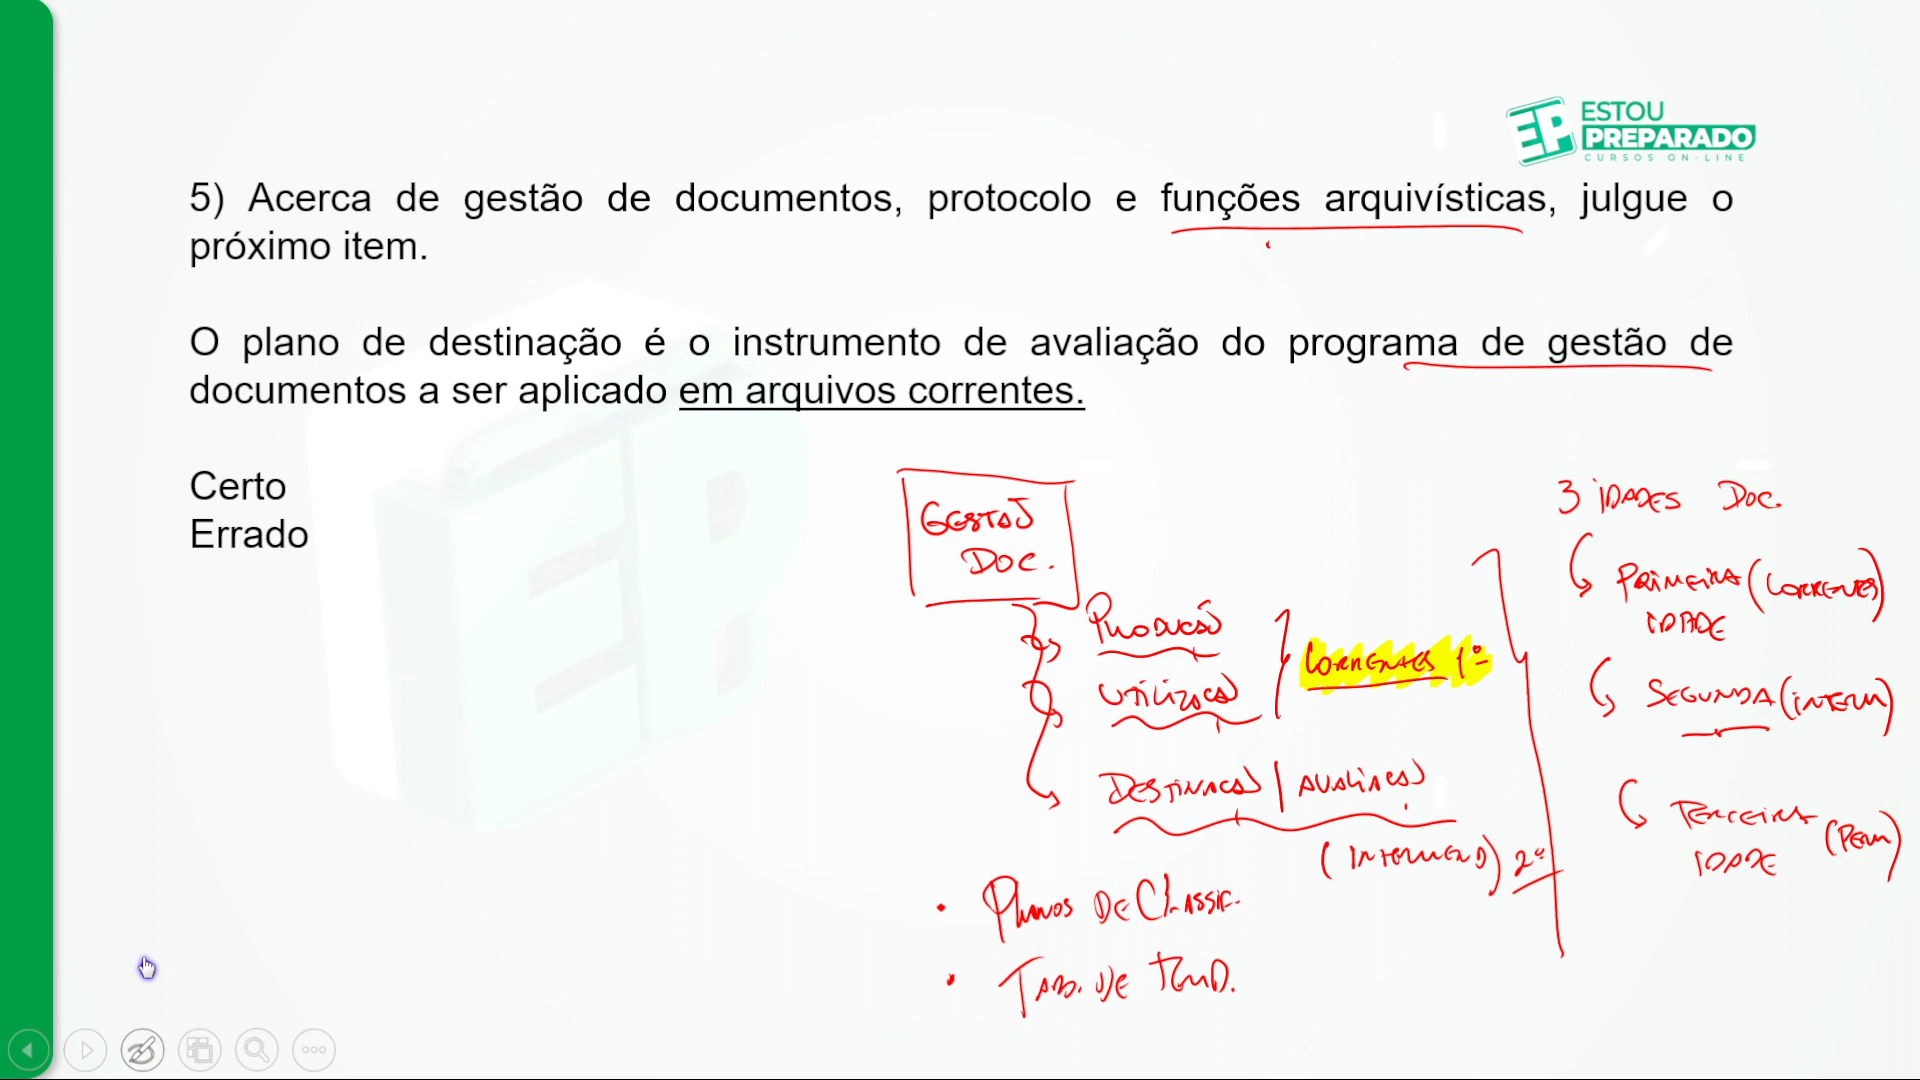 ESTOU
PREPARADO
CURSOS ON-LINE
5) Acerca de gestão de documentos, protocolo e funções arquivísticas, julgue o
próximo item.
O plano de destinação é o instrumento de avaliação do programa de gestão de
documentos a ser aplicado em arquivos correntes.
Certo
Errado
GESTÃO
DOC.
PRODUÇÃO
UTILIZAÇÃO
CORRENTES 1ª
DESTINAÇÃO | AVALIAÇÃO
(INTERMED) 2ª
• PLANOS DE CLASSIF.
• TAB. DE TEMP.
3 IDADES DOC.
PRIMEIRA (CORRENTES)
IDADE
SEGUNDA (INTERM)
TERCEIRA (PERM)
IDADE